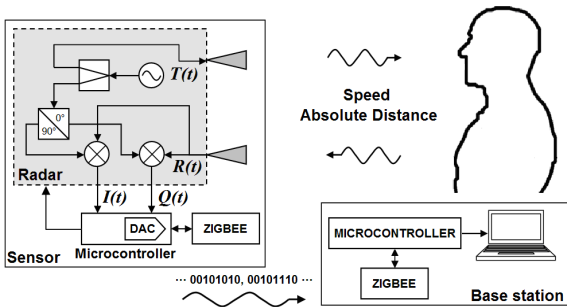 T(t)
0°
90°
R(t)
Radar
I(t)
Q(t)
DAC
ZIGBEE
Microcontroller
Sensor
Speed
Absolute Distance
MICROCONTROLLER
ZIGBEE
Base station
··· 00101010, 00101110 ···